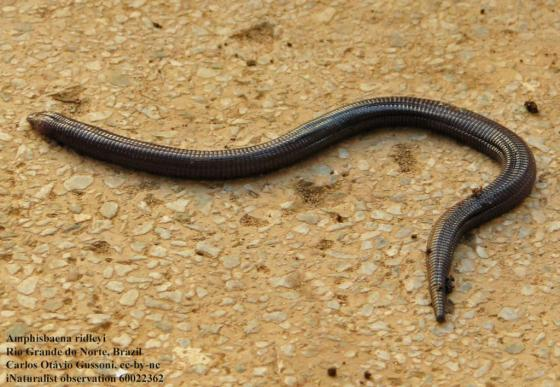 Amphisbaena ridleyi
Rio Grande do Norte, Brazil
Carlos Otávio Gussoni, cc-by-nc
iNaturalist observation 60022362